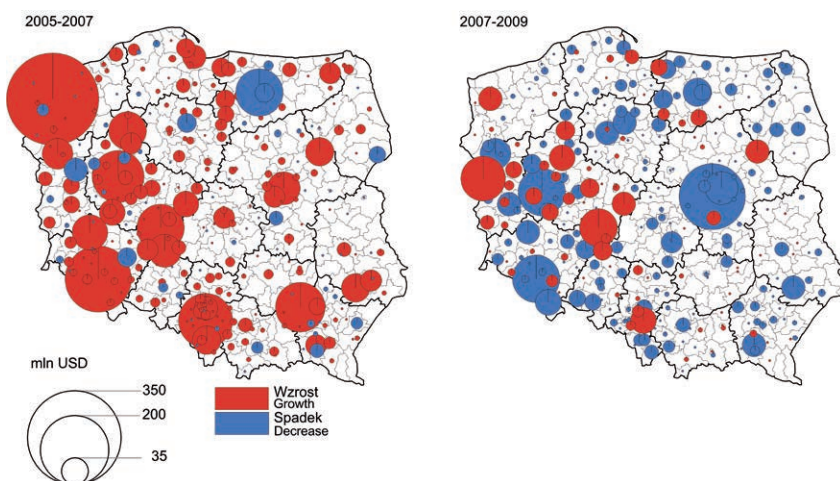 2005-2007
2007-2009
mln USD
350
200
35
Wzrost
Growth
Spadek
Decrease